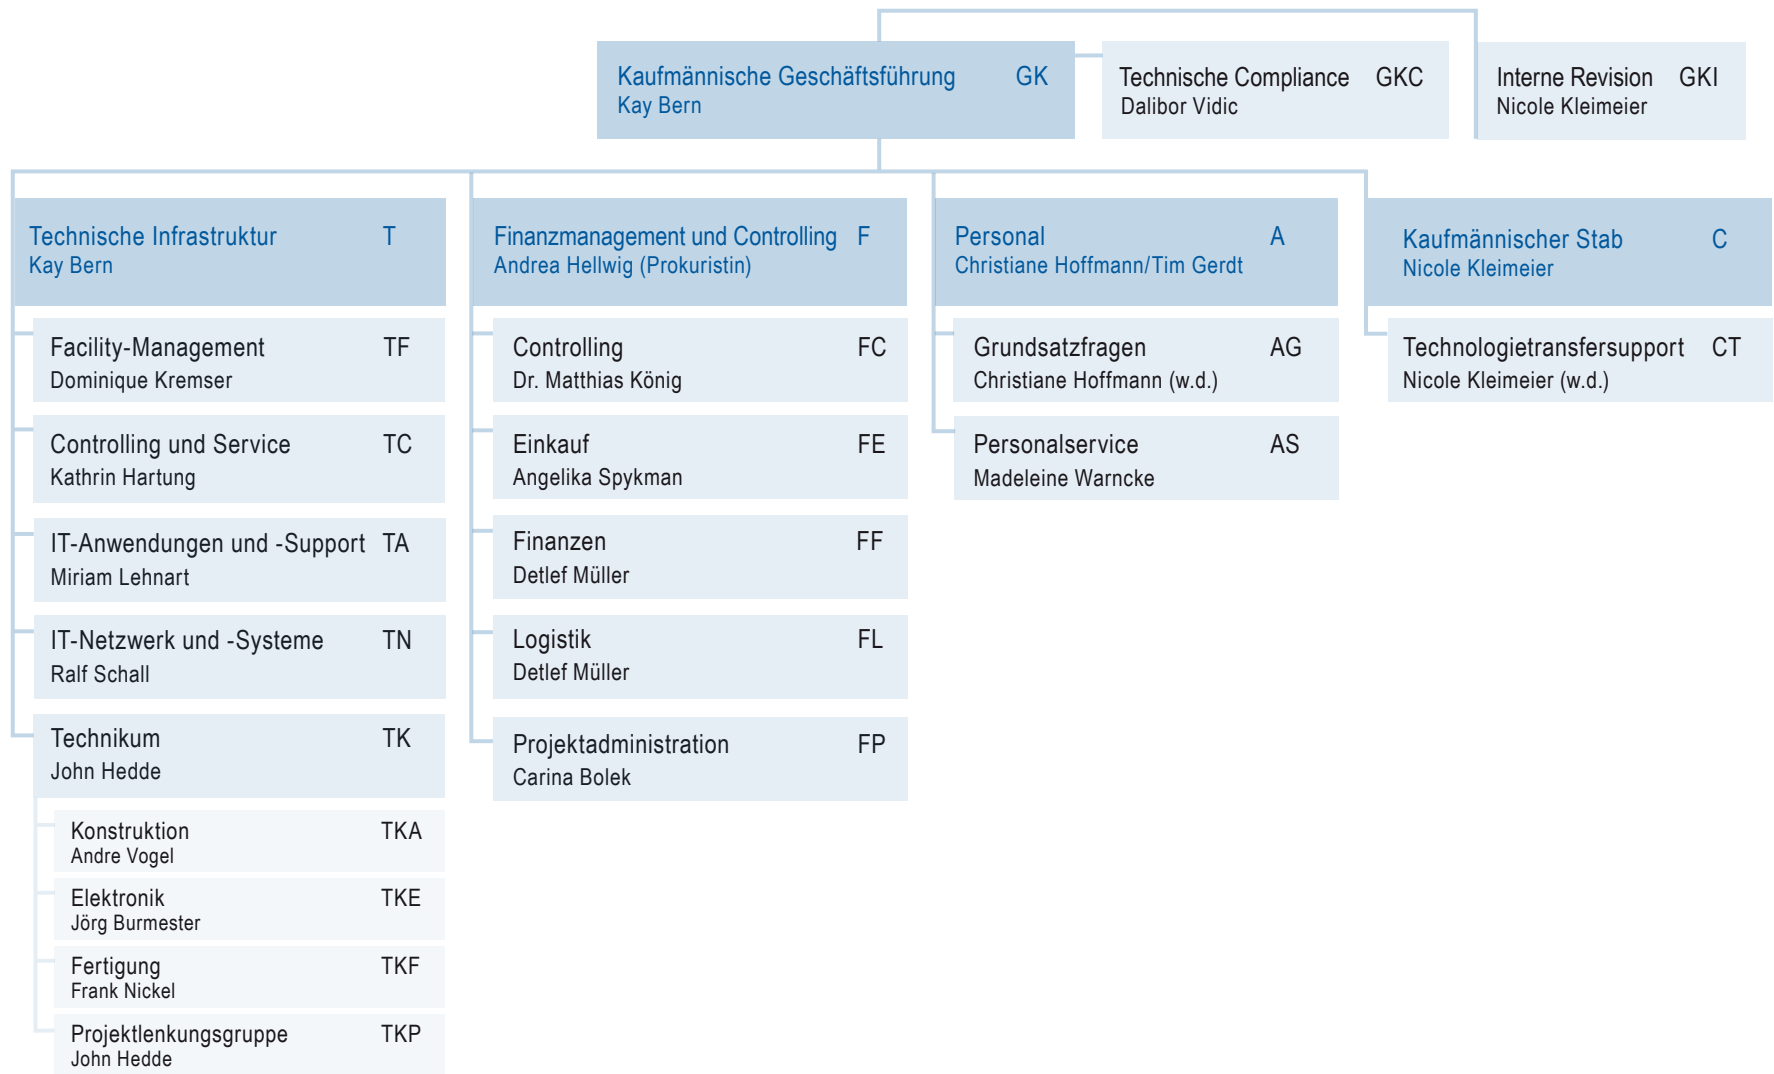 Kaufmännische Geschäftsführung GK
Kay Bern
Technische Compliance GKC
Dalibor Vidic
Interne Revision GKI
Nicole Kleimeier
Technische Infrastruktur T
Kay Bern
Facility-Management TF
Dominique Kremser
Controlling und Service TC
Kathrin Hartung
IT-Anwendungen und -Support TA
Miriam Lehnart
IT-Netzwerk und -Systeme TN
Ralf Schall
Technikum TK
John Hedde
Konstruktion TKA
Andre Vogel
Elektronik TKE
Jörg Burmester
Fertigung TKF
Frank Nickel
Projektlenkungsgruppe TKP
John Hedde
Finanzmanagement und Controlling F
Andrea Hellwig (Prokuristin)
Controlling FC
Dr. Matthias König
Einkauf FE
Angelika Spykman
Finanzen FF
Detlef Müller
Logistik FL
Detlef Müller
Projektadministration FP
Carina Bolek
Personal A
Christiane Hoffmann/Tim Gerdt
Grundsatzfragen AG
Christiane Hoffmann (w.d.)
Personalservice AS
Madeleine Warncke
Kaufmännischer Stab C
Nicole Kleimeier
Technologietransfersupport CT
Nicole Kleimeier (w.d.)